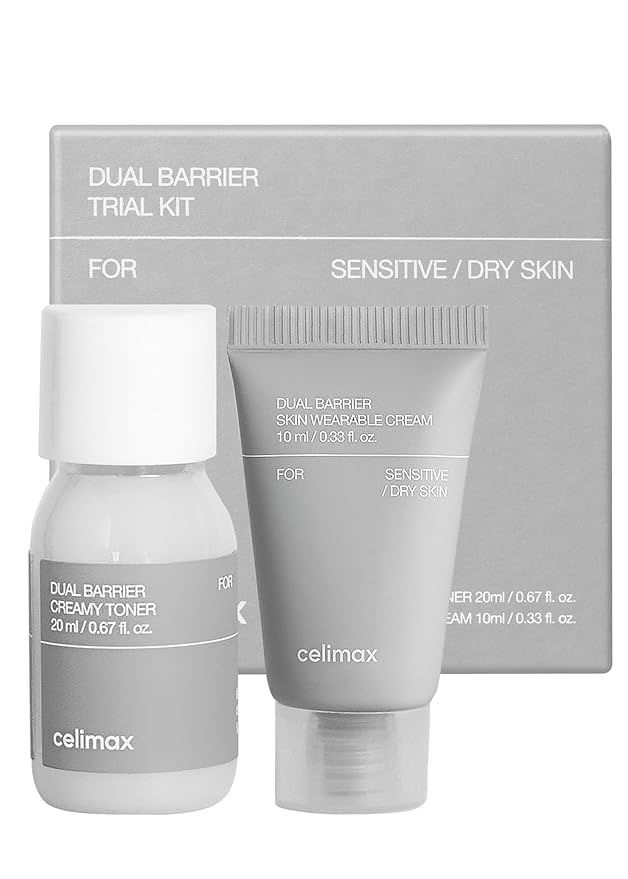 DUAL BARRIER
TRIAL KIT
FOR SENSITIVE / DRY SKIN
DUAL BARRIER
SKIN WEARABLE CREAM
10 ml / 0.33 fl. oz.
FOR SENSITIVE
/ DRY SKIN
celimax
DUAL BARRIER
CREAMY TONER
20 ml / 0.67 fl. oz.
FOR
celimax
20ml / 0.67 fl. oz.
10ml / 0.33 fl. oz.